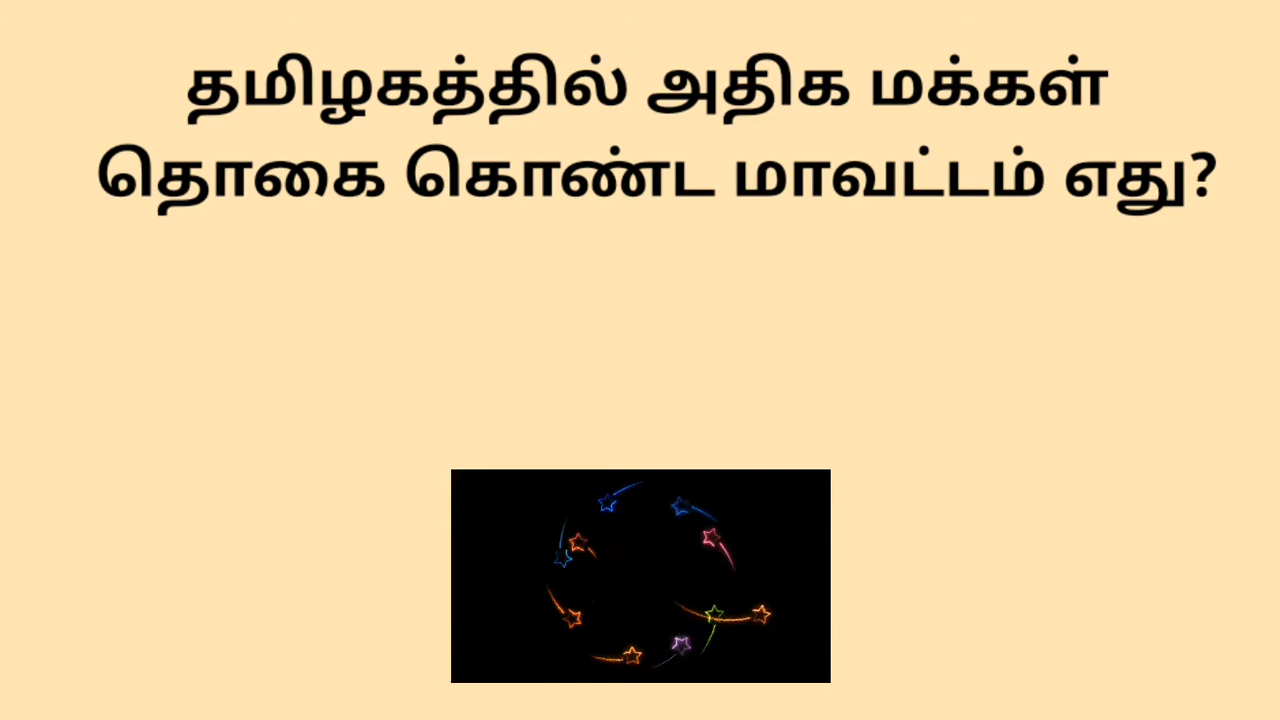 தமிழகத்தில் அதிக மக்கள்
தொகை கொண்ட மாவட்டம் எது?